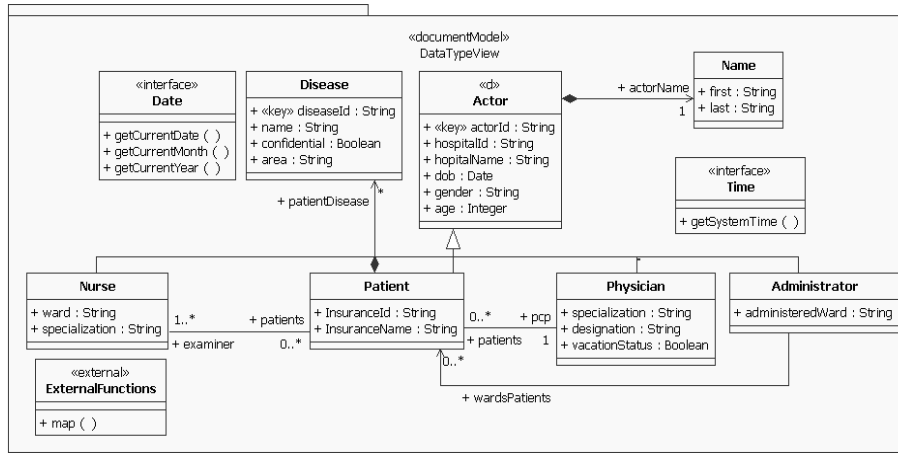 «documentModel»
DataTypeView
«interface»
Date
+ getCurrentDate ( )
+ getCurrentMonth ( )
+ getCurrentYear ( )
Disease
+ «key» diseaseId : String
+ name : String
+ confidential : Boolean
+ area : String
«d»
Actor
+ «key» actorId : String
+ hospitalId : String
+ hopitalName : String
+ dob : Date
+ gender : String
+ age : Integer
+ actorName
1
Name
+ first : String
+ last : String
«interface»
Time
+ getSystemTime ( )
*
+ patientDisease
Nurse
+ ward : String
+ specialization : String
1..*
+ examiner
+ patients
0..*
Patient
+ InsuranceId : String
+ InsuranceName : String
0..*
+ patients
+ pcp
1
Physician
+ specialization : String
+ designation : String
+ vacationStatus : Boolean
Administrator
+ administeredWard : String
0..*
+ wardsPatients
«external»
ExternalFunctions
+ map ( )